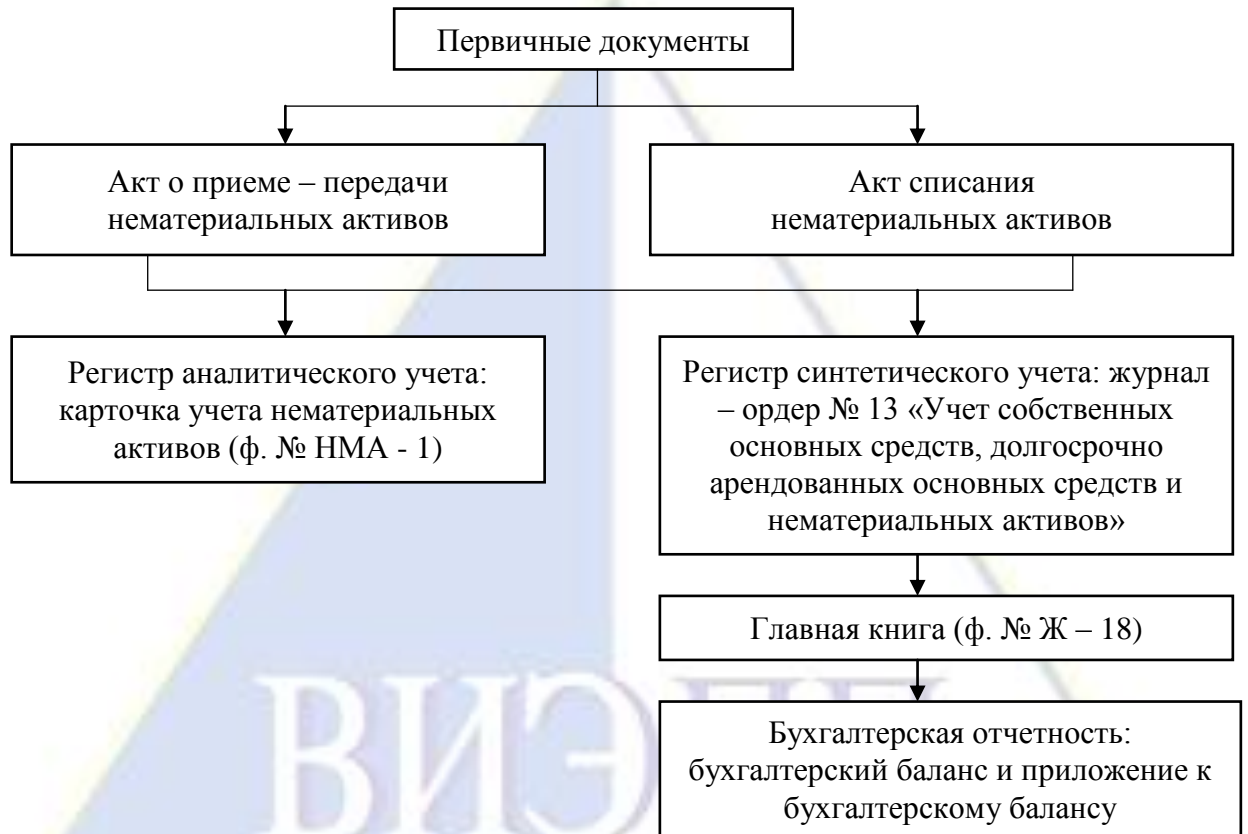 Первичные документы
Акт о приеме – передачи
нематериальных активов
Акт списания
нематериальных активов
Регистр аналитического учета:
карточка учета нематериальных
активов (ф. № НМА - 1)
Регистр синтетического учета: журнал
– ордер № 13 «Учет собственных
основных средств, долгосрочно
арендованных основных средств и
нематериальных активов»
Главная книга (ф. № Ж – 18)
Бухгалтерская отчетность:
бухгалтерский баланс и приложение к
бухгалтерскому балансу